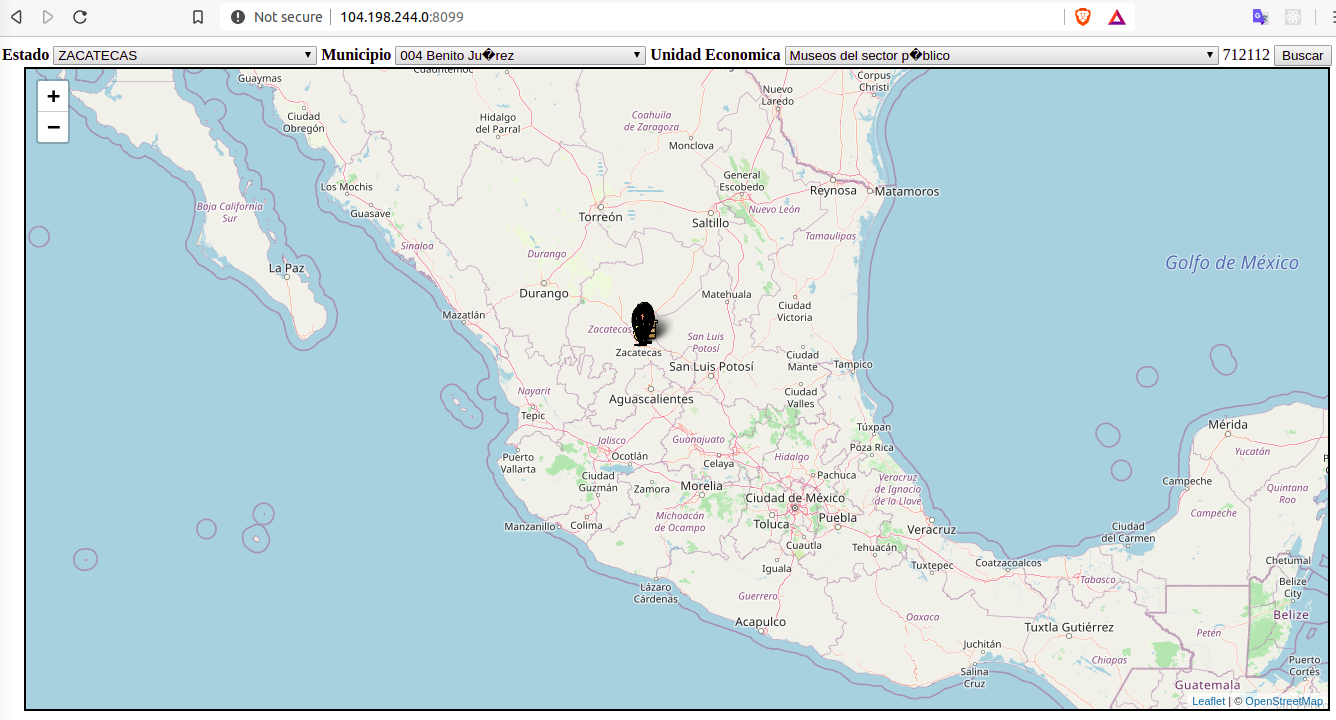 Not secure | 104.198.244.0:8099
Estado ZACATECAS Municipio 004 Benito Ju�rez Unidad Economica Museos del sector p�blico 712112 Buscar
+
−
Guaymas
Cuauhtémoc
Corpus
Christi
Nuevo
Laredo
Ciudad
Obregón
Hidalgo
del Parral
Coahuila
de Zaragoza
Monclova
Los Mochis
General
Escobedo
Reynosa
Matamoros
Baja California
Sur
Guasave
Torreón
Saltillo
Nuevo León
Sinaloa
Durango
Tamaulipas
Golfo de México
La Paz
Durango
Matehuala
Ciudad
Victoria
Mazatlán
Zacatecas
San Luis
Potosí
Zacatecas
Ciudad
Mante
Tampico
San Luis Potosí
Nayarit
Aguascalientes
Ciudad
Valles
Tepic
Túxpan
Mérida
Jalisco
Guanajuato
Poza Rica
Yucatán
Puerto
Vallarta
Ocotlán
Celaya
Hidalgo
Ciudad
Guzmán
Zamora
Morelia
Pachuca
Campeche
Quintana
Roo
Ciudad de México
Veracruz
de Ignacio
de la Llave
Campeche
Manzanillo
Colima
Michoacán
de Ocampo
Toluca
Puebla
Veracruz
Ciudad
del Carmen
Cuautla
Tehuacán
Iguala
Tuxtepec
Coatzacoalcos
Chetumal
Lázaro
Cárdenas
Guerrero
Tabasco
Belize
City
Acapulco
Oaxaca
Belize
Tuxtla Gutiérrez
Petén
Juchitán
Chiapas
Salina
Cruz
Puerto
Cortés
Guatemala
Leaflet | © OpenStreetMap